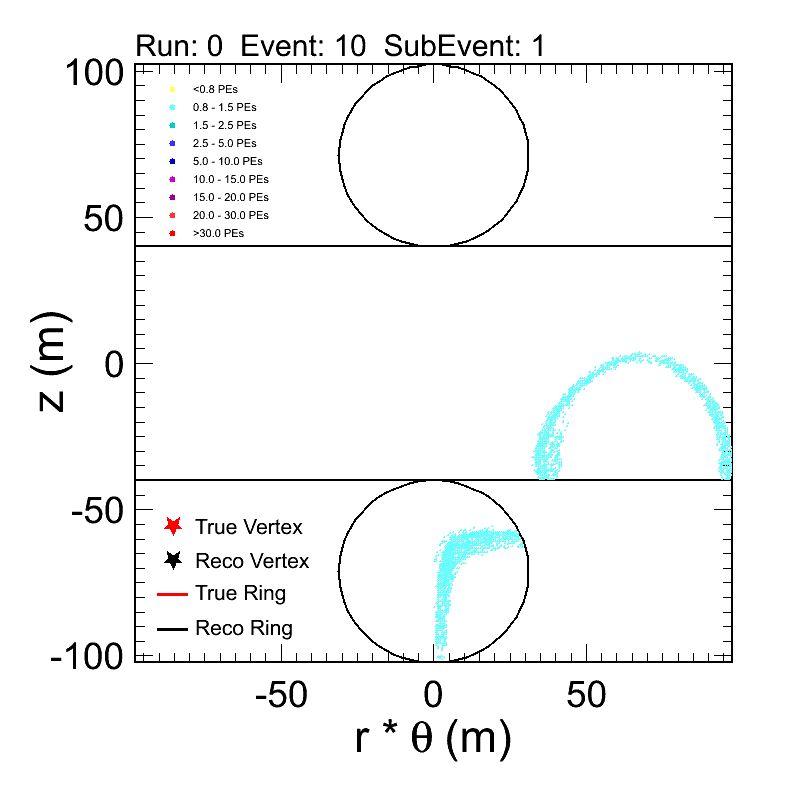 Run: 0 Event: 10 SubEvent: 1
100
<0.8 PEs
0.8 - 1.5 PEs
1.5 - 2.5 PEs
2.5 - 5.0 PEs
5.0 - 10.0 PEs
10.0 - 15.0 PEs
15.0 - 20.0 PEs
20.0 - 30.0 PEs
>30.0 PEs
50
0
z (m)
-50
True Vertex
Reco Vertex
True Ring
Reco Ring
-100
-50 0 50
r * θ (m)